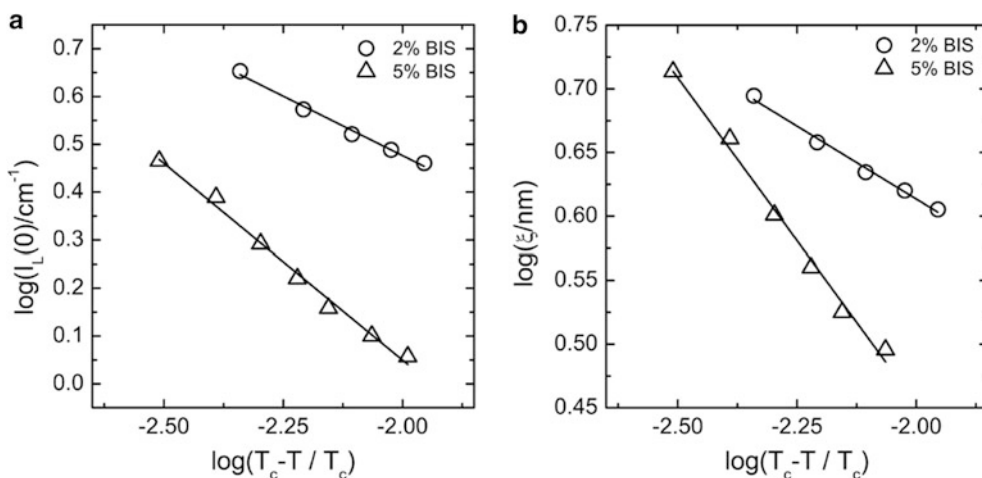 a
0.7
0.6
0.5
0.4
0.3
0.2
0.1
0.0
log(I_L(0)/cm⁻¹)
○ 2% BIS
△ 5% BIS
-2.50 -2.25 -2.00
log(T_c-T / T_c)
b
0.75
0.70
0.65
0.60
0.55
0.50
0.45
log(ξ/nm)
○ 2% BIS
△ 5% BIS
-2.50 -2.25 -2.00
log(T_c-T / T_c)